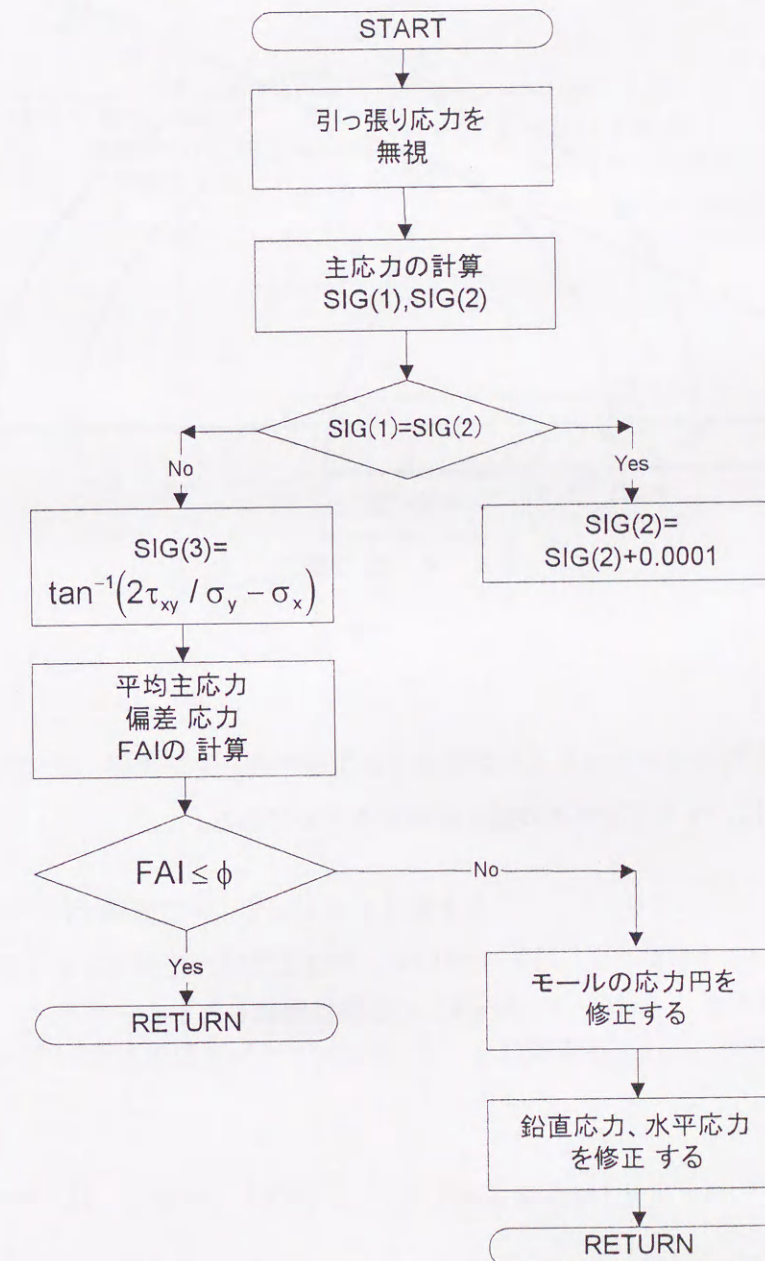 START
引っ張り応力を
無視
主応力の計算
SIG(1),SIG(2)
SIG(1)=SIG(2)
No
Yes
SIG(3)=
tan⁻¹(2τxy / σy − σx)
SIG(2)=
SIG(2)+0.0001
平均主応力
偏差 応力
FAIの 計算
FAI ≤ ϕ
No
Yes
RETURN
モールの応力円を
修正する
鉛直応力、水平応力
を修正 する
RETURN